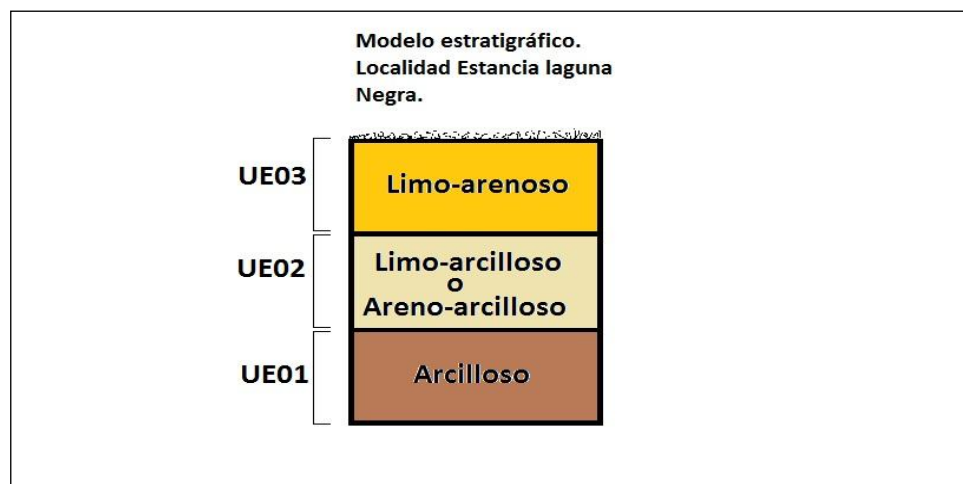 Modelo estratigráfico.
Localidad Estancia laguna
Negra.
UE03
Limo-arenoso
UE02
Limo-arcilloso
o
Areno-arcilloso
UE01
Arcilloso